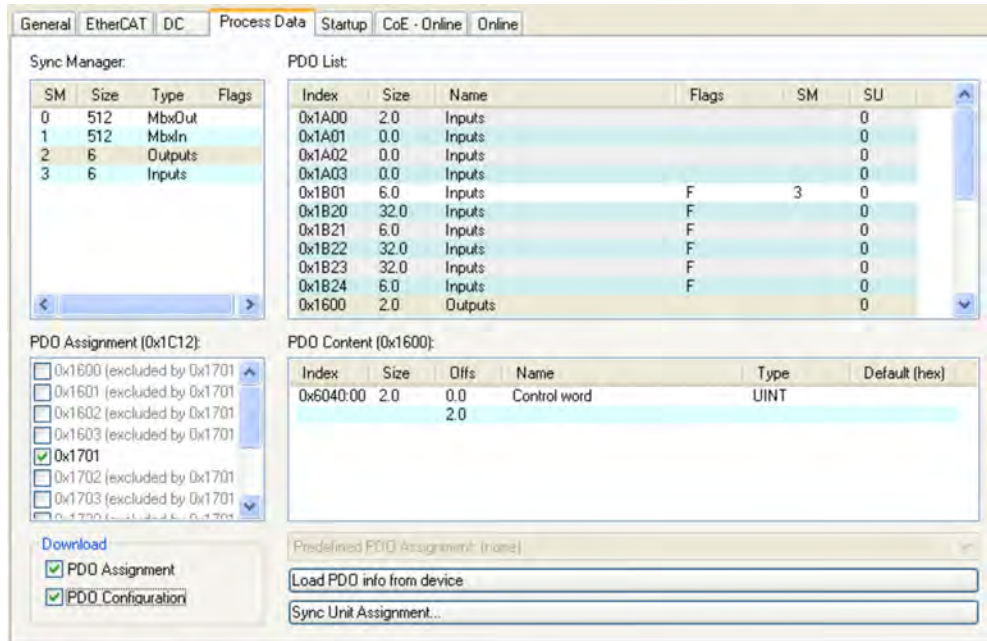 General EtherCAT DC Process Data Startup CoE - Online Online
Sync Manager:
SM Size Type Flags
0 512 MbxOut
1 512 MbxIn
2 6 Outputs
3 6 Inputs
PDO List:
Index Size Name Flags SM SU
0x1A00 2.0 Inputs 0
0x1A01 0.0 Inputs 0
0x1A02 0.0 Inputs 0
0x1A03 0.0 Inputs 0
0x1B01 6.0 Inputs F 3 0
0x1B20 32.0 Inputs F 0
0x1B21 6.0 Inputs F 0
0x1B22 32.0 Inputs F 0
0x1B23 32.0 Inputs F 0
0x1B24 6.0 Inputs F 0
0x1600 2.0 Outputs 0
PDO Assignment (0x1C12):
0x1600 (excluded by 0x1701
0x1601 (excluded by 0x1701
0x1602 (excluded by 0x1701
0x1603 (excluded by 0x1701
0x1701
0x1702 (excluded by 0x1701
0x1703 (excluded by 0x1701
PDO Content (0x1600):
Index Size Offs Name Type Default (hex)
0x6040:00 2.0 0.0 Control word UINT
2.0
Download
PDO Assignment
PDO Configuration
Predefined PDO Assignment: (none)
Load PDO info from device
Sync Unit Assignment...